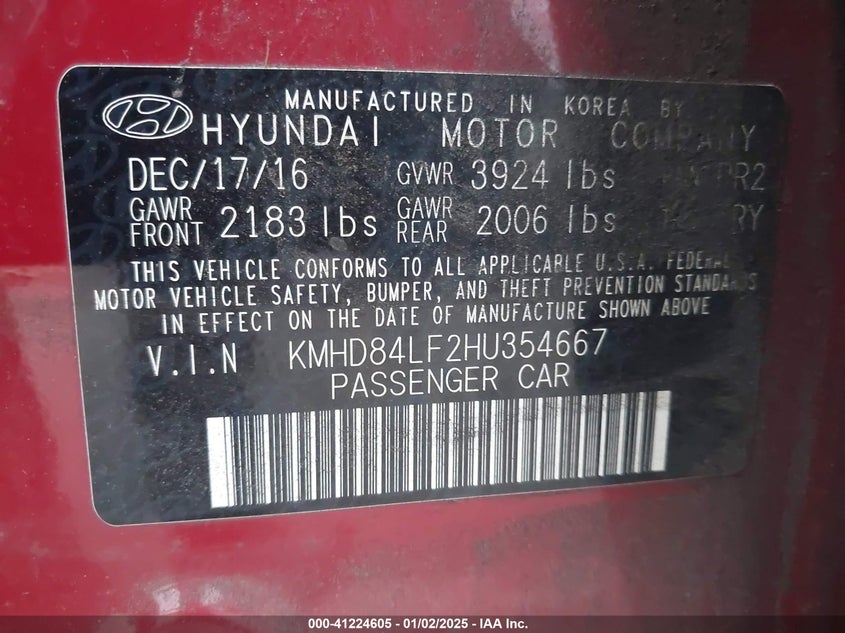 MANUFACTURED IN KOREA BY
HYUNDAI MOTOR COMPANY
DEC/17/16 GVWR 3924 lbs
GAWR FRONT 2183 lbs GAWR REAR 2006 lbs RY
THIS VEHICLE CONFORMS TO ALL APPLICABLE U.S.A. FEDERAL
MOTOR VEHICLE SAFETY, BUMPER, AND THEFT PREVENTION STANDARDS
IN EFFECT ON THE DATE OF MANUFACTURE SHOWN ABOVE
V.I.N KMHD84LF2HU354667
PASSENGER CAR
000-41224605 - 01/02/2025 - IAA Inc.